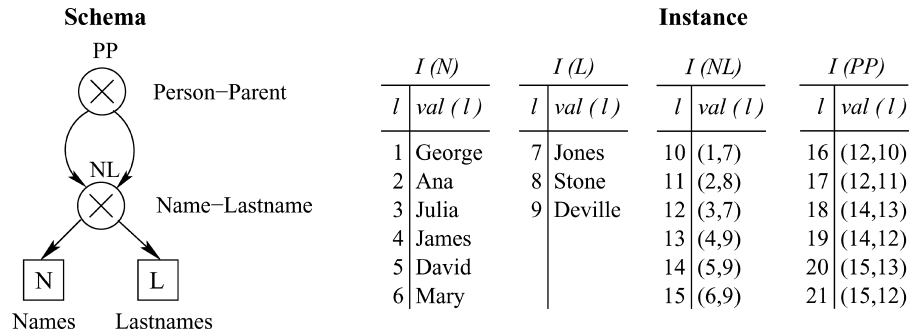 Schema
PP
Person−Parent
NL
Name−Lastname
N
L
Names
Lastnames
Instance
I (N)
l val ( l )
1 George
2 Ana
3 Julia
4 James
5 David
6 Mary
I (L)
l val ( l )
7 Jones
8 Stone
9 Deville
I (NL)
l val ( l )
10 (1,7)
11 (2,8)
12 (3,7)
13 (4,9)
14 (5,9)
15 (6,9)
I (PP)
l val ( l )
16 (12,10)
17 (12,11)
18 (14,13)
19 (14,12)
20 (15,13)
21 (15,12)